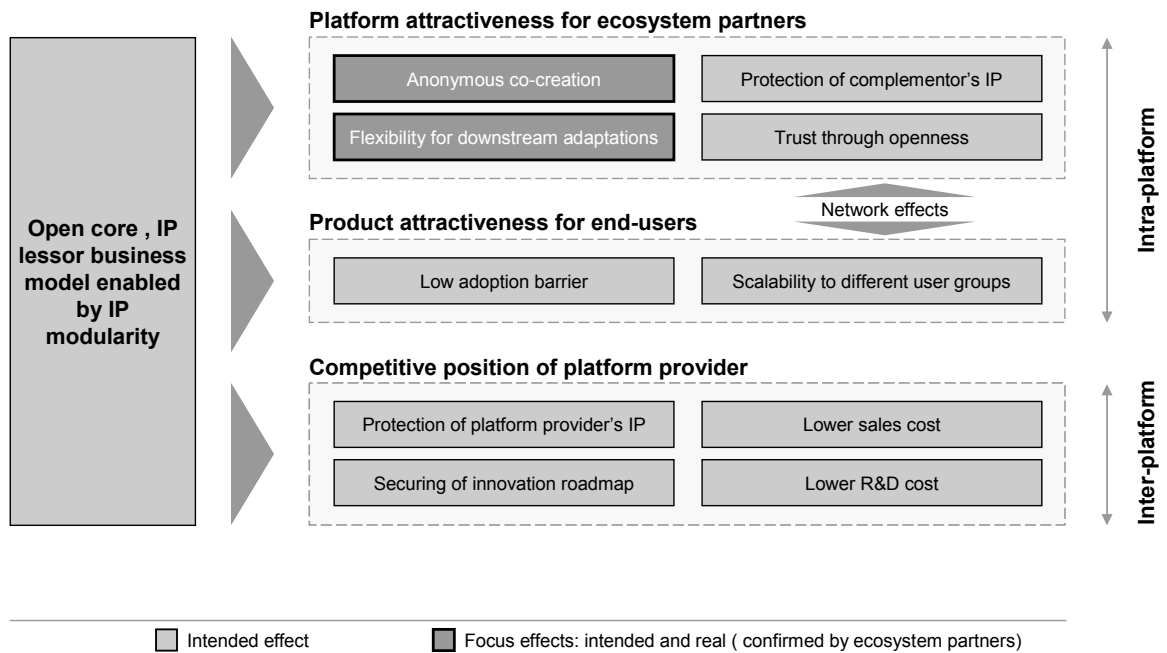 Platform attractiveness for ecosystem partners
Anonymous co-creation
Protection of complementor's IP
Flexibility for downstream adaptations
Trust through openness
Network effects
Intra-platform
Open core , IP
lessor business
model enabled
by IP
modularity
Product attractiveness for end-users
Low adoption barrier
Scalability to different user groups
Competitive position of platform provider
Protection of platform provider's IP
Lower sales cost
Securing of innovation roadmap
Lower R&D cost
Inter-platform
Intended effect
Focus effects: intended and real ( confirmed by ecosystem partners)